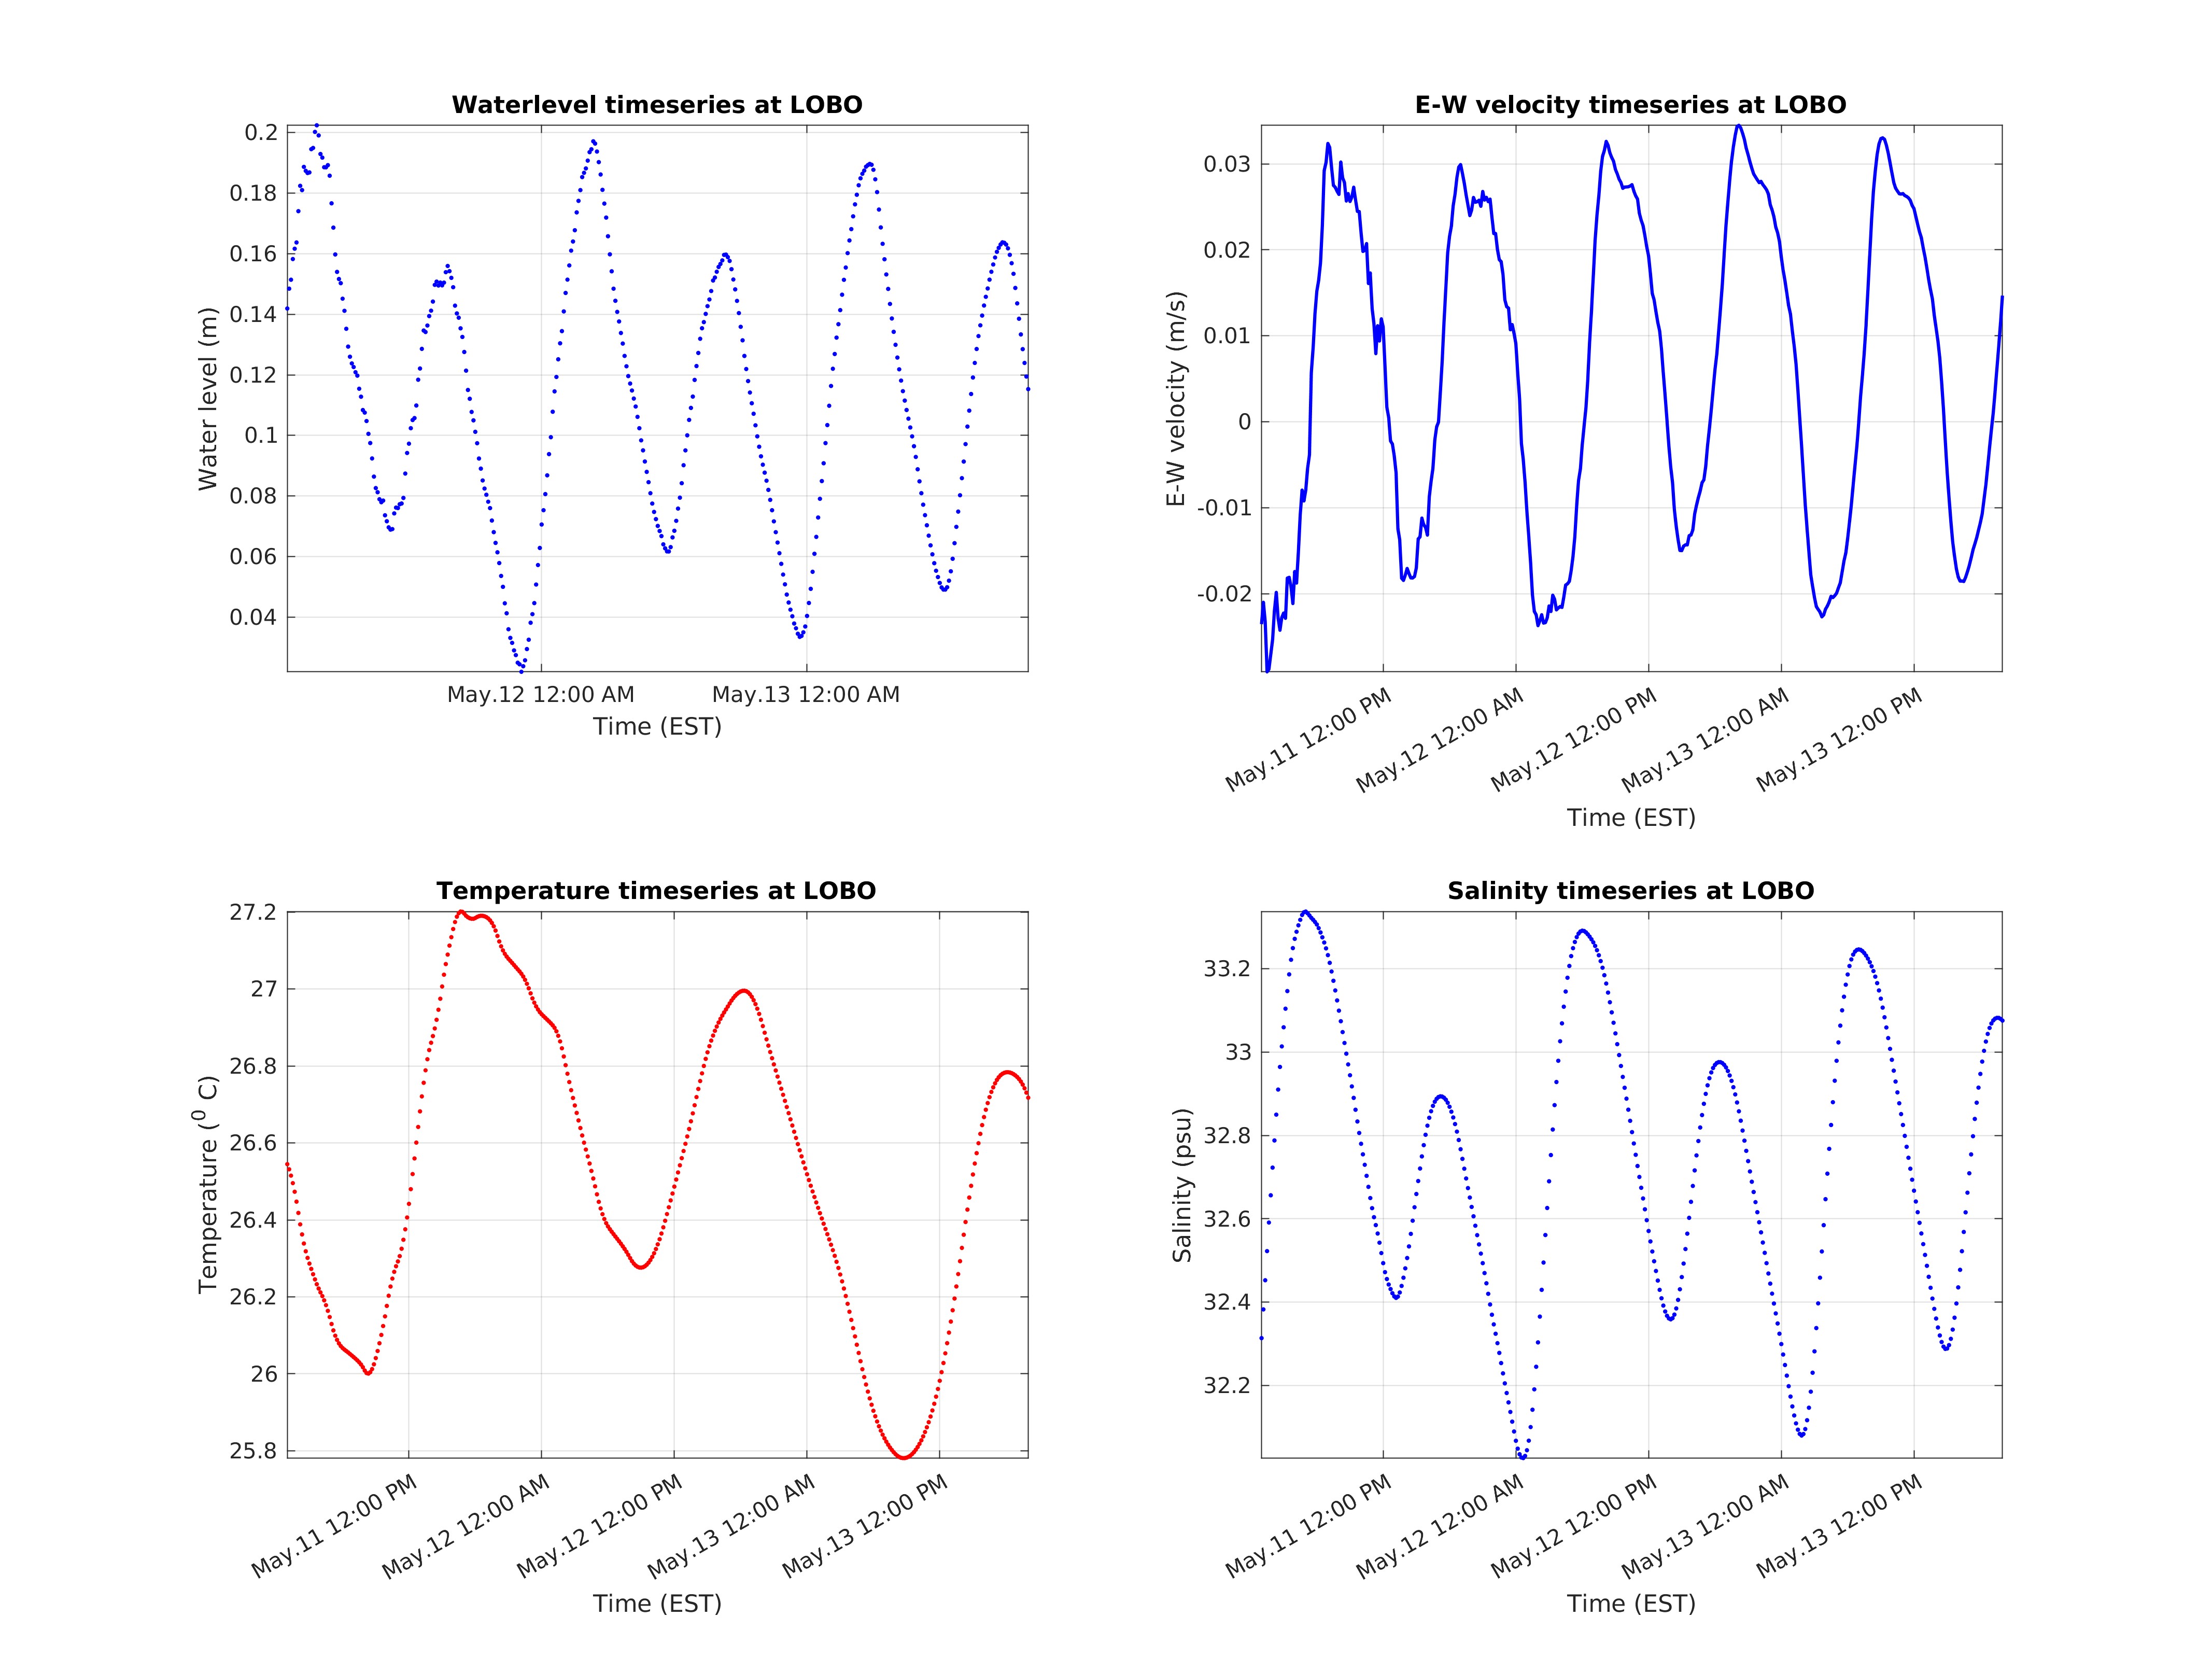 Waterlevel timeseries at LOBO
0.2
0.18
0.16
0.14
0.12
0.1
0.08
0.06
0.04
Water level (m)
May.12 12:00 AM
May.13 12:00 AM
Time (EST)
E-W velocity timeseries at LOBO
0.03
0.02
0.01
0
-0.01
-0.02
E-W velocity (m/s)
May.11 12:00 PM
May.12 12:00 AM
May.12 12:00 PM
May.13 12:00 AM
May.13 12:00 PM
Time (EST)
Temperature timeseries at LOBO
27.2
27
26.8
26.6
26.4
26.2
26
25.8
Temperature (⁰ C)
May.11 12:00 PM
May.12 12:00 AM
May.12 12:00 PM
May.13 12:00 AM
May.13 12:00 PM
Time (EST)
Salinity timeseries at LOBO
33.2
33
32.8
32.6
32.4
32.2
Salinity (psu)
May.11 12:00 PM
May.12 12:00 AM
May.12 12:00 PM
May.13 12:00 AM
May.13 12:00 PM
Time (EST)